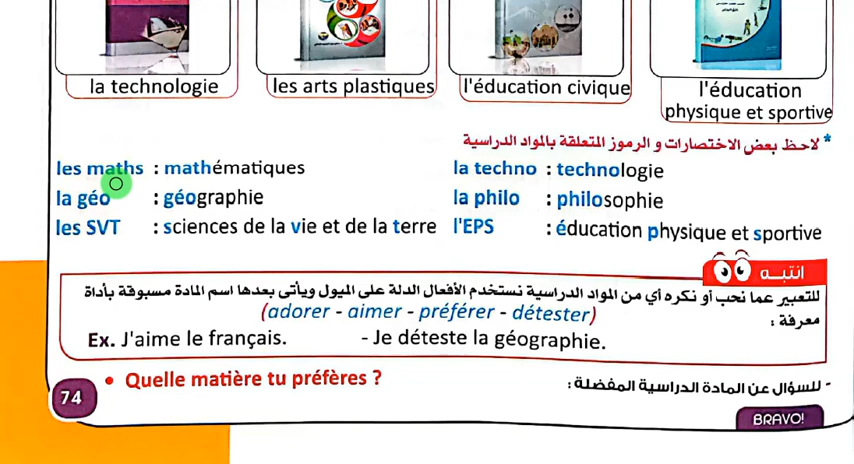 la technologie
les arts plastiques
l'éducation civique
l'éducation
physique et sportive
* لاحظ بعض الاختصارات و الرموز المتعلقة بالمواد الدراسية
les maths : mathématiques
la techno : technologie
la géo : géographie
la philo : philosophie
les SVT : sciences de la vie et de la terre
l'EPS : éducation physique et sportive
انتبه
للتعبير عما نحب أو نكره أي من المواد الدراسية نستخدم الأفعال الدلة على الميول ويأتى بعدها اسم المادة مسبوقة بأداة
معرفة : (adorer - aimer - préférer - détester)
Ex. J'aime le français. - Je déteste la géographie.
- للسؤال عن المادة الدراسية المفضلة :
• Quelle matière tu préfères ?
74
BRAVO!